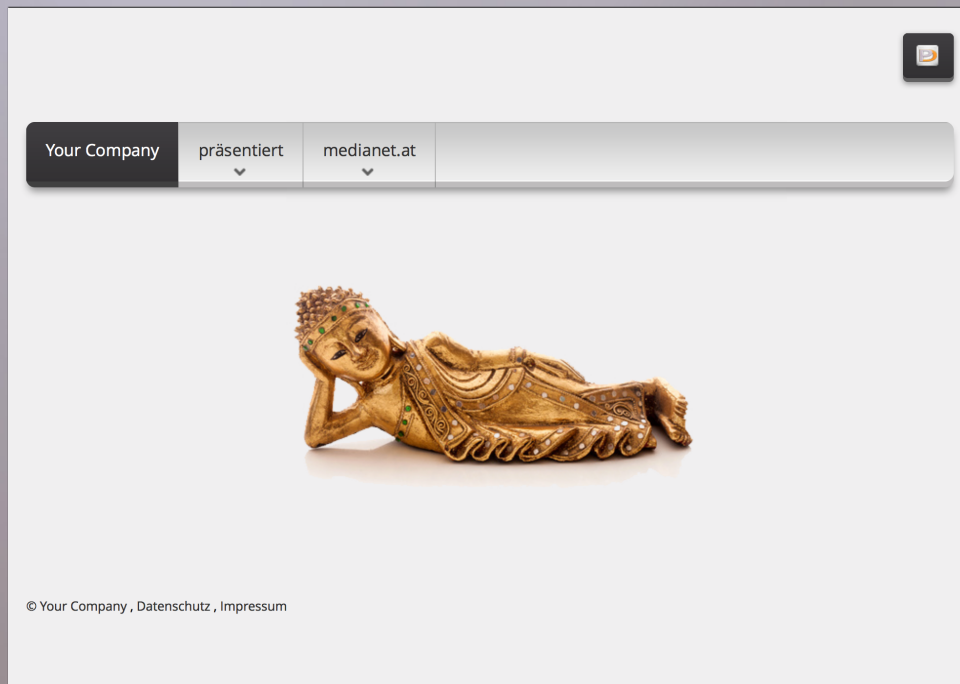 Your Company präsentiert medianet.at
© Your Company , Datenschutz , Impressum